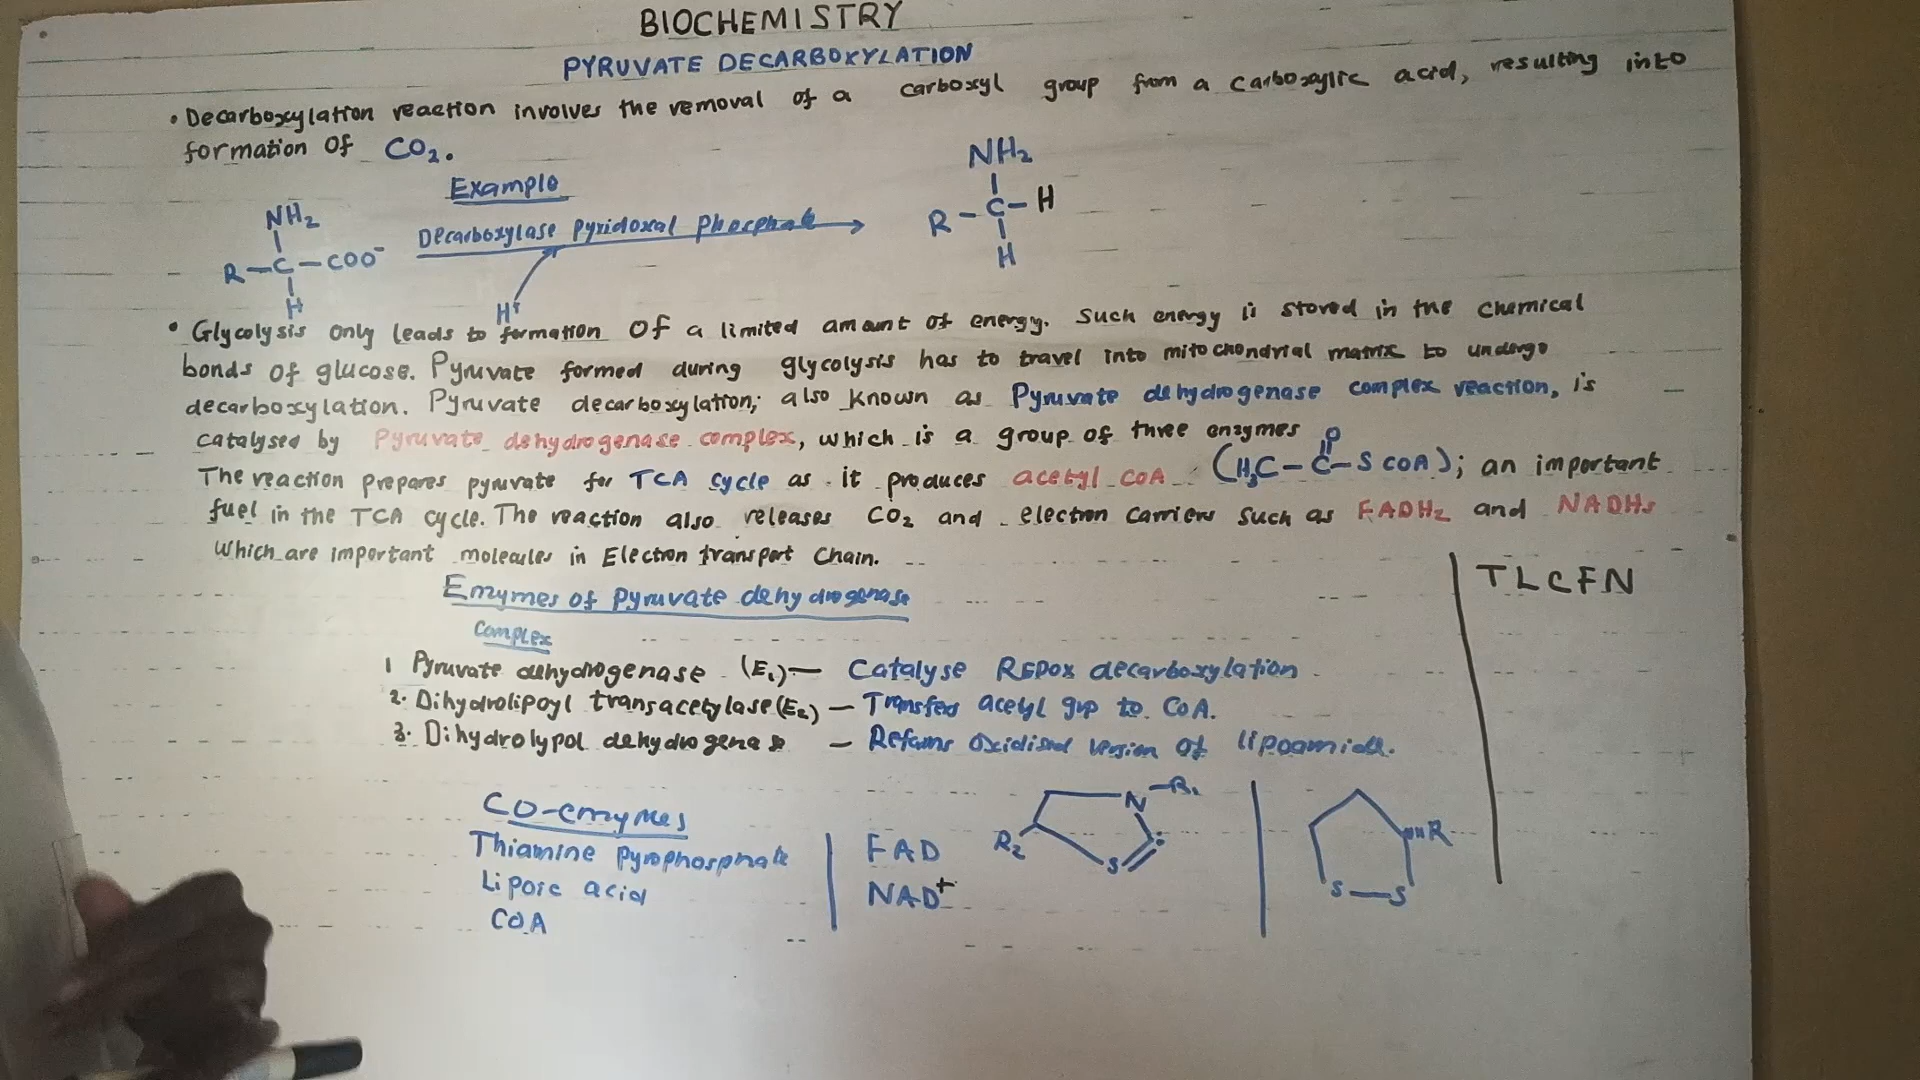 BIOCHEMISTRY
PYRUVATE DECARBOXYLATION
• Decarboxylation reaction involves the removal of a carboxyl group from a carboxylic acid, resulting into
formation of CO2.
Example
NH2
R-C-COO-
H
Decarboxylase Pyridoxal Phosphate
H+
NH2
R-C-H
H
• Glycolysis only leads to formation of a limited amount of energy. Such energy is stored in the chemical
bonds of glucose. Pyruvate formed during glycolysis has to travel into mitochondrial matrix to undergo
decarboxylation. Pyruvate decarboxylation; also known as Pyruvate dehydrogenase complex reaction, is
catalysed by Pyruvate dehydrogenase complex, which is a group of three enzymes
The reaction prepares pyruvate for TCA cycle as it produces acetyl coA (H3C-C-S COA); an important
O
fuel in the TCA cycle. The reaction also releases CO2 and electron carriers such as FADH2 and NADHs
which are important molecules in Electron transport Chain.
Enzymes of pyruvate dehydrogenase
Complex
1 Pyruvate dehydrogenase (E1) — Catalyse REDOX decarboxylation
2. Dihydrolipoyl transacetylase (E2) — Transfers acetyl grp to CoA.
3. Dihydrolypol dehydrogenase — Reforms Oxidised version of lipoamide.
TLCFN
CO-enzymes
Thiamine pyrophosphate
Lipoic acid
COA
FAD
NAD+
N-R1
R2
S
R
S-S